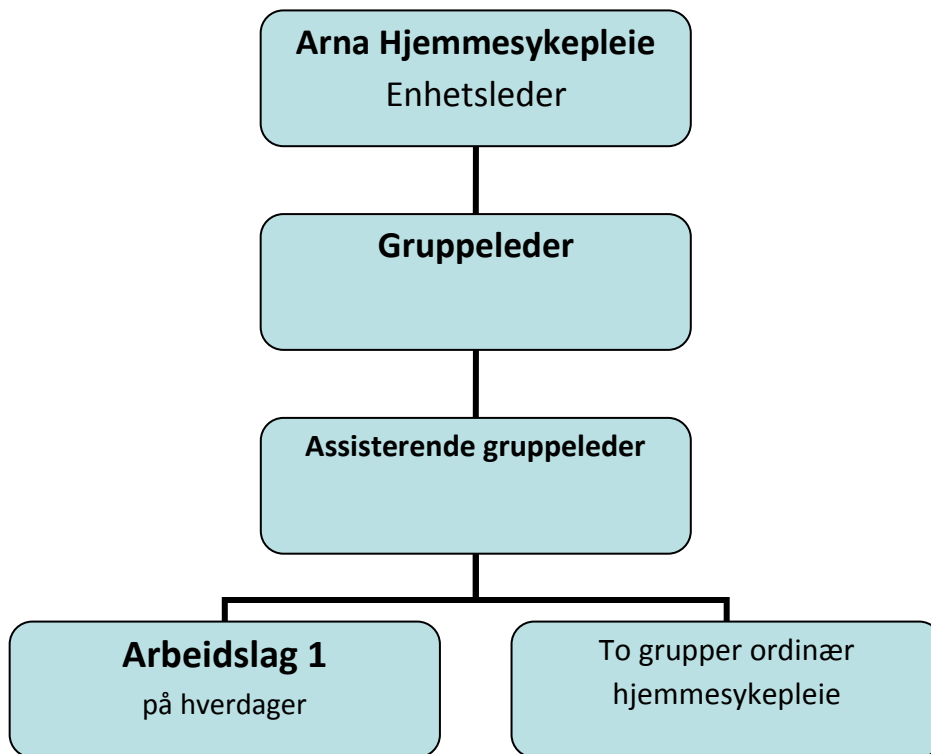 Arna Hjemmesykepleie
Enhetsleder
Gruppeleder
Assisterende gruppeleder
Arbeidslag 1
på hverdager
To grupper ordinær
hjemmesykepleie